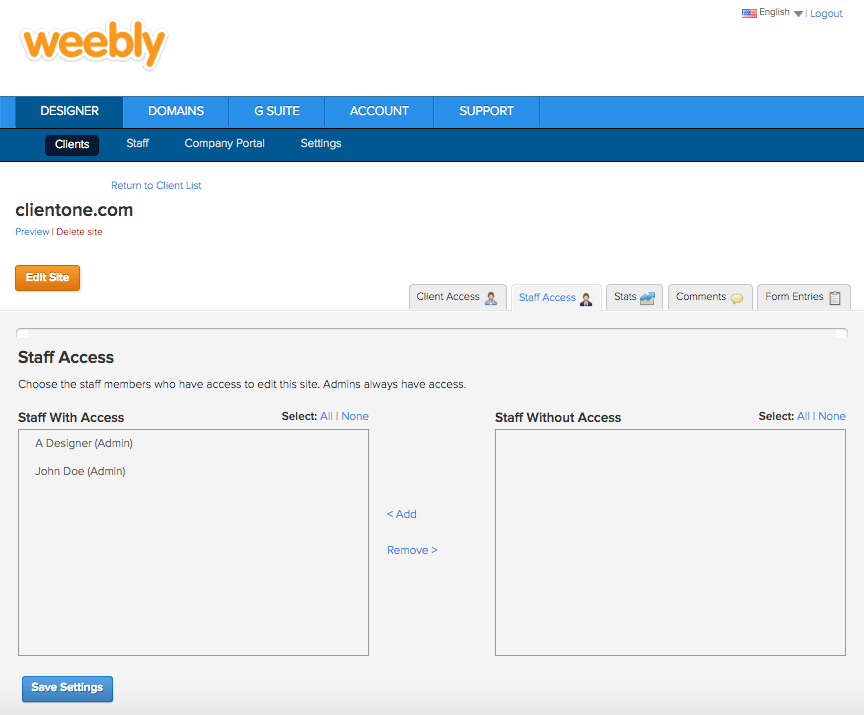 English | Logout
weebly
DESIGNER DOMAINS G SUITE ACCOUNT SUPPORT
Clients Staff Company Portal Settings
Return to Client List
clientone.com
Preview | Delete site
Edit Site
Client Access Staff Access Stats Comments Form Entries
Staff Access
Choose the staff members who have access to edit this site. Admins always have access.
Staff With Access Select: All | None Staff Without Access Select: All | None
A Designer (Admin)
John Doe (Admin)
< Add
Remove >
Save Settings